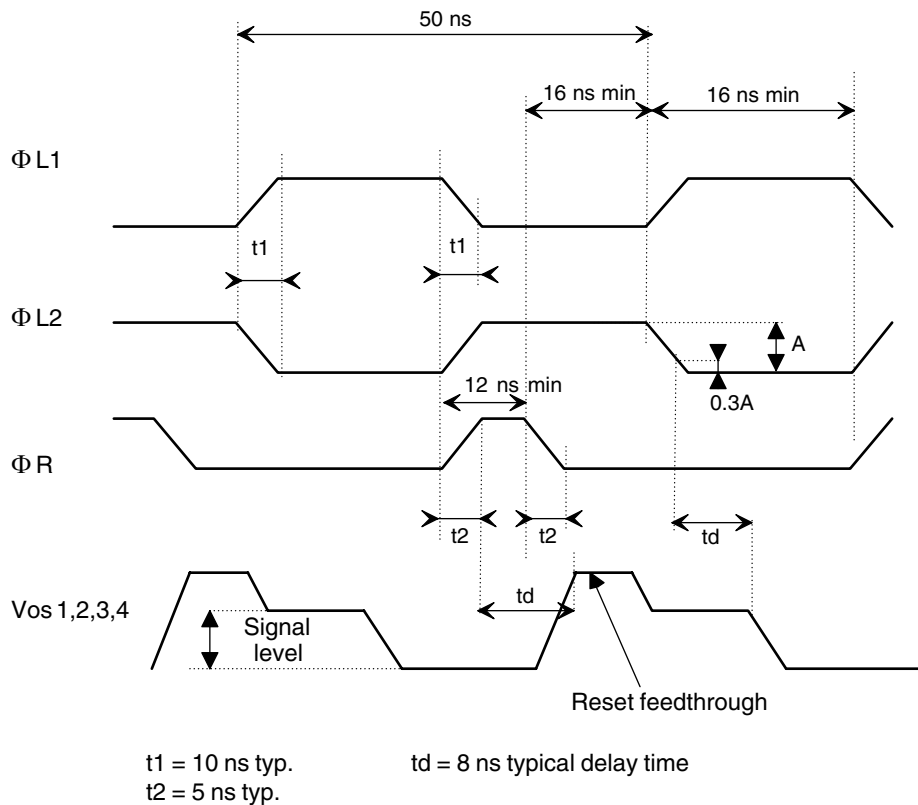 50 ns
16 ns min
16 ns min
Φ L1
t1
t1
Φ L2
A
12 ns min
0.3A
Φ R
t2
t2
td
td
Vos 1,2,3,4
Signal
level
Reset feedthrough
t1 = 10 ns typ.
td = 8 ns typical delay time
t2 = 5 ns typ.